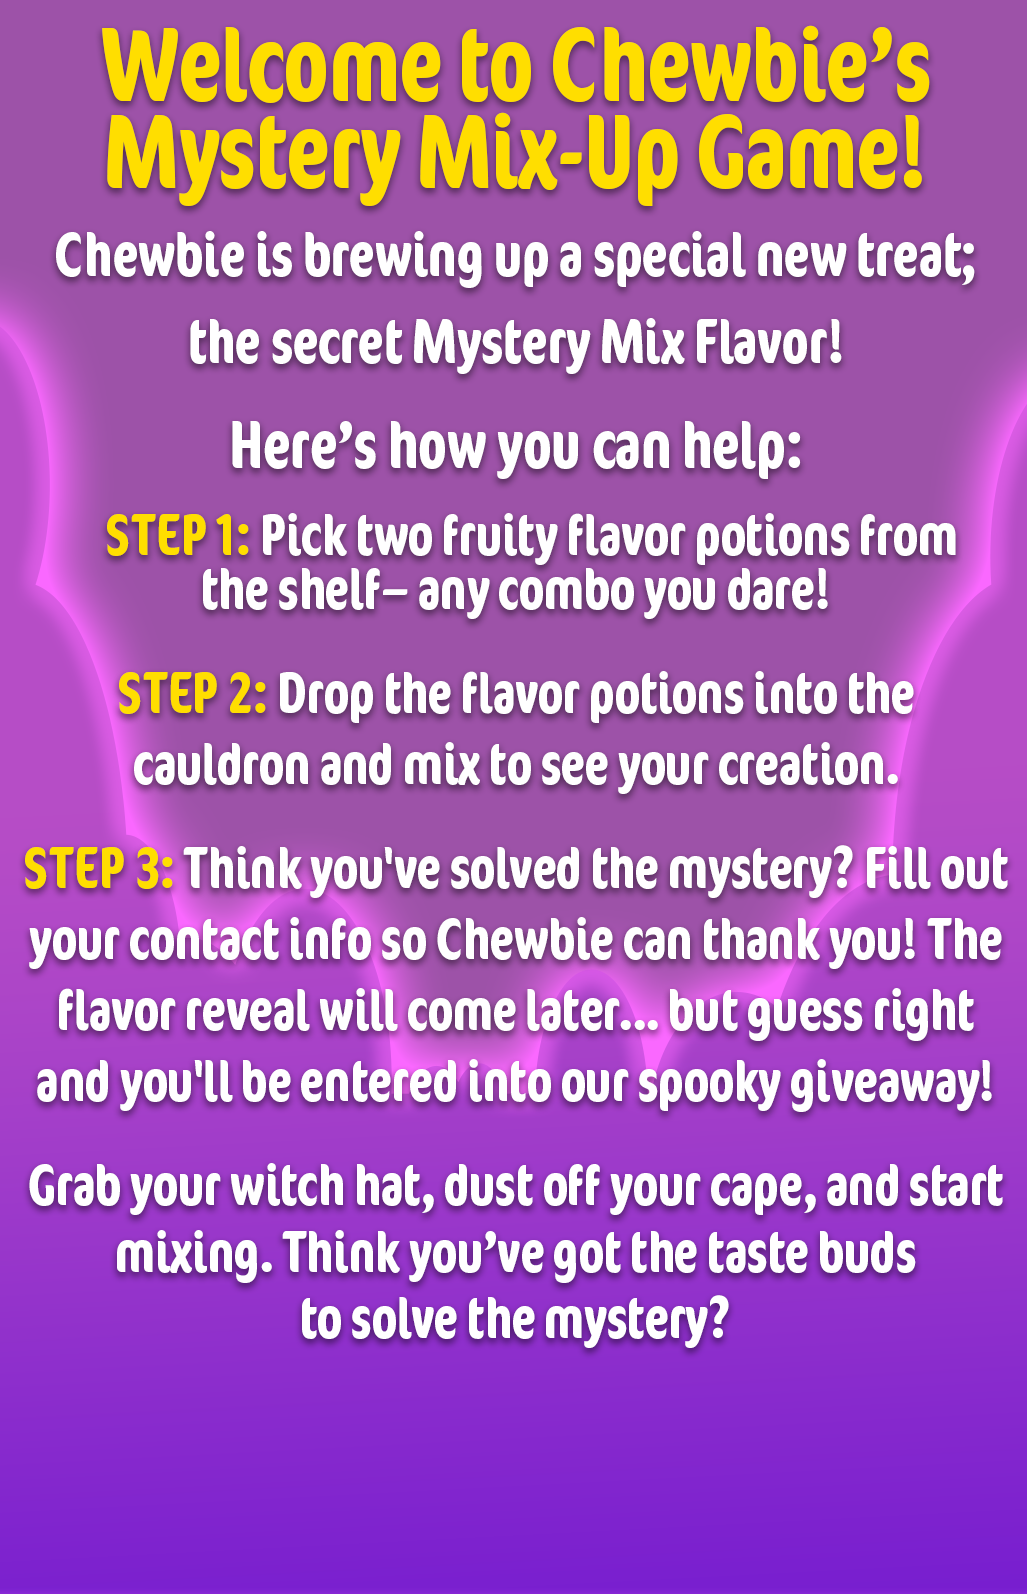 Welcome to Chewbie’s
Mystery Mix-Up Game!
Chewbie is brewing up a special new treat;
the secret Mystery Mix Flavor!
Here’s how you can help:
STEP 1: Pick two fruity flavor potions from
the shelf– any combo you dare!
STEP 2: Drop the flavor potions into the
cauldron and mix to see your creation.
STEP 3: Think you've solved the mystery? Fill out
your contact info so Chewbie can thank you! The
flavor reveal will come later... but guess right
and you'll be entered into our spooky giveaway!
Grab your witch hat, dust off your cape, and start
mixing. Think you’ve got the taste buds
to solve the mystery?